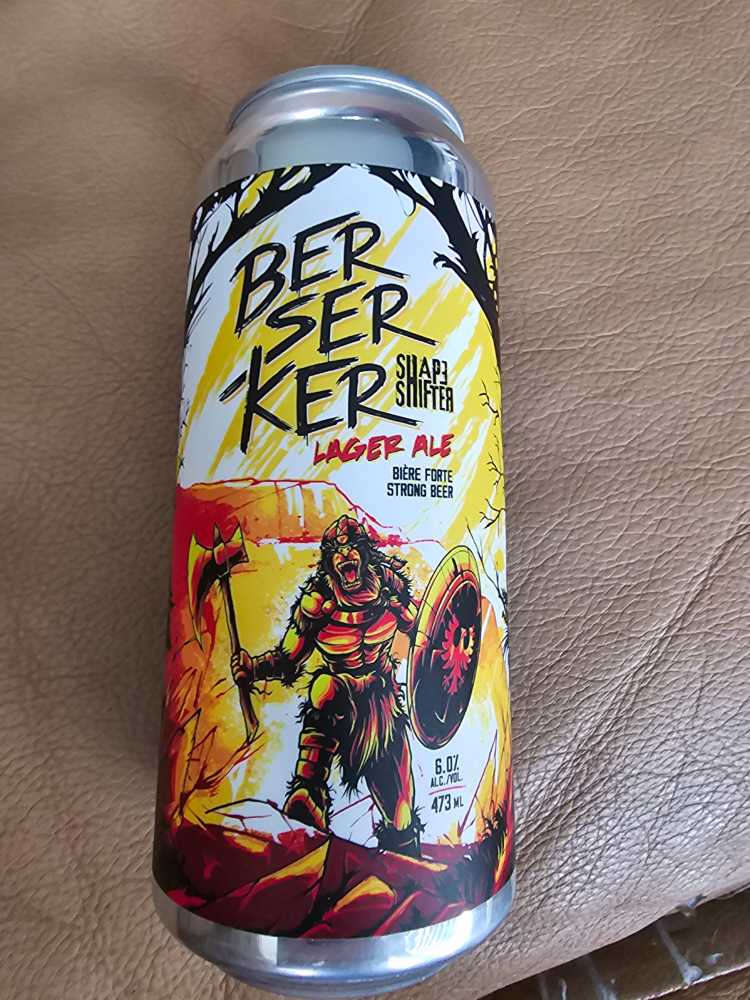 BER
SER
KER
SHAPE
SHIFTER
LAGER ALE
BIÈRE FORTE
STRONG BEER
6.0%
ALC./VOL.
473 ML